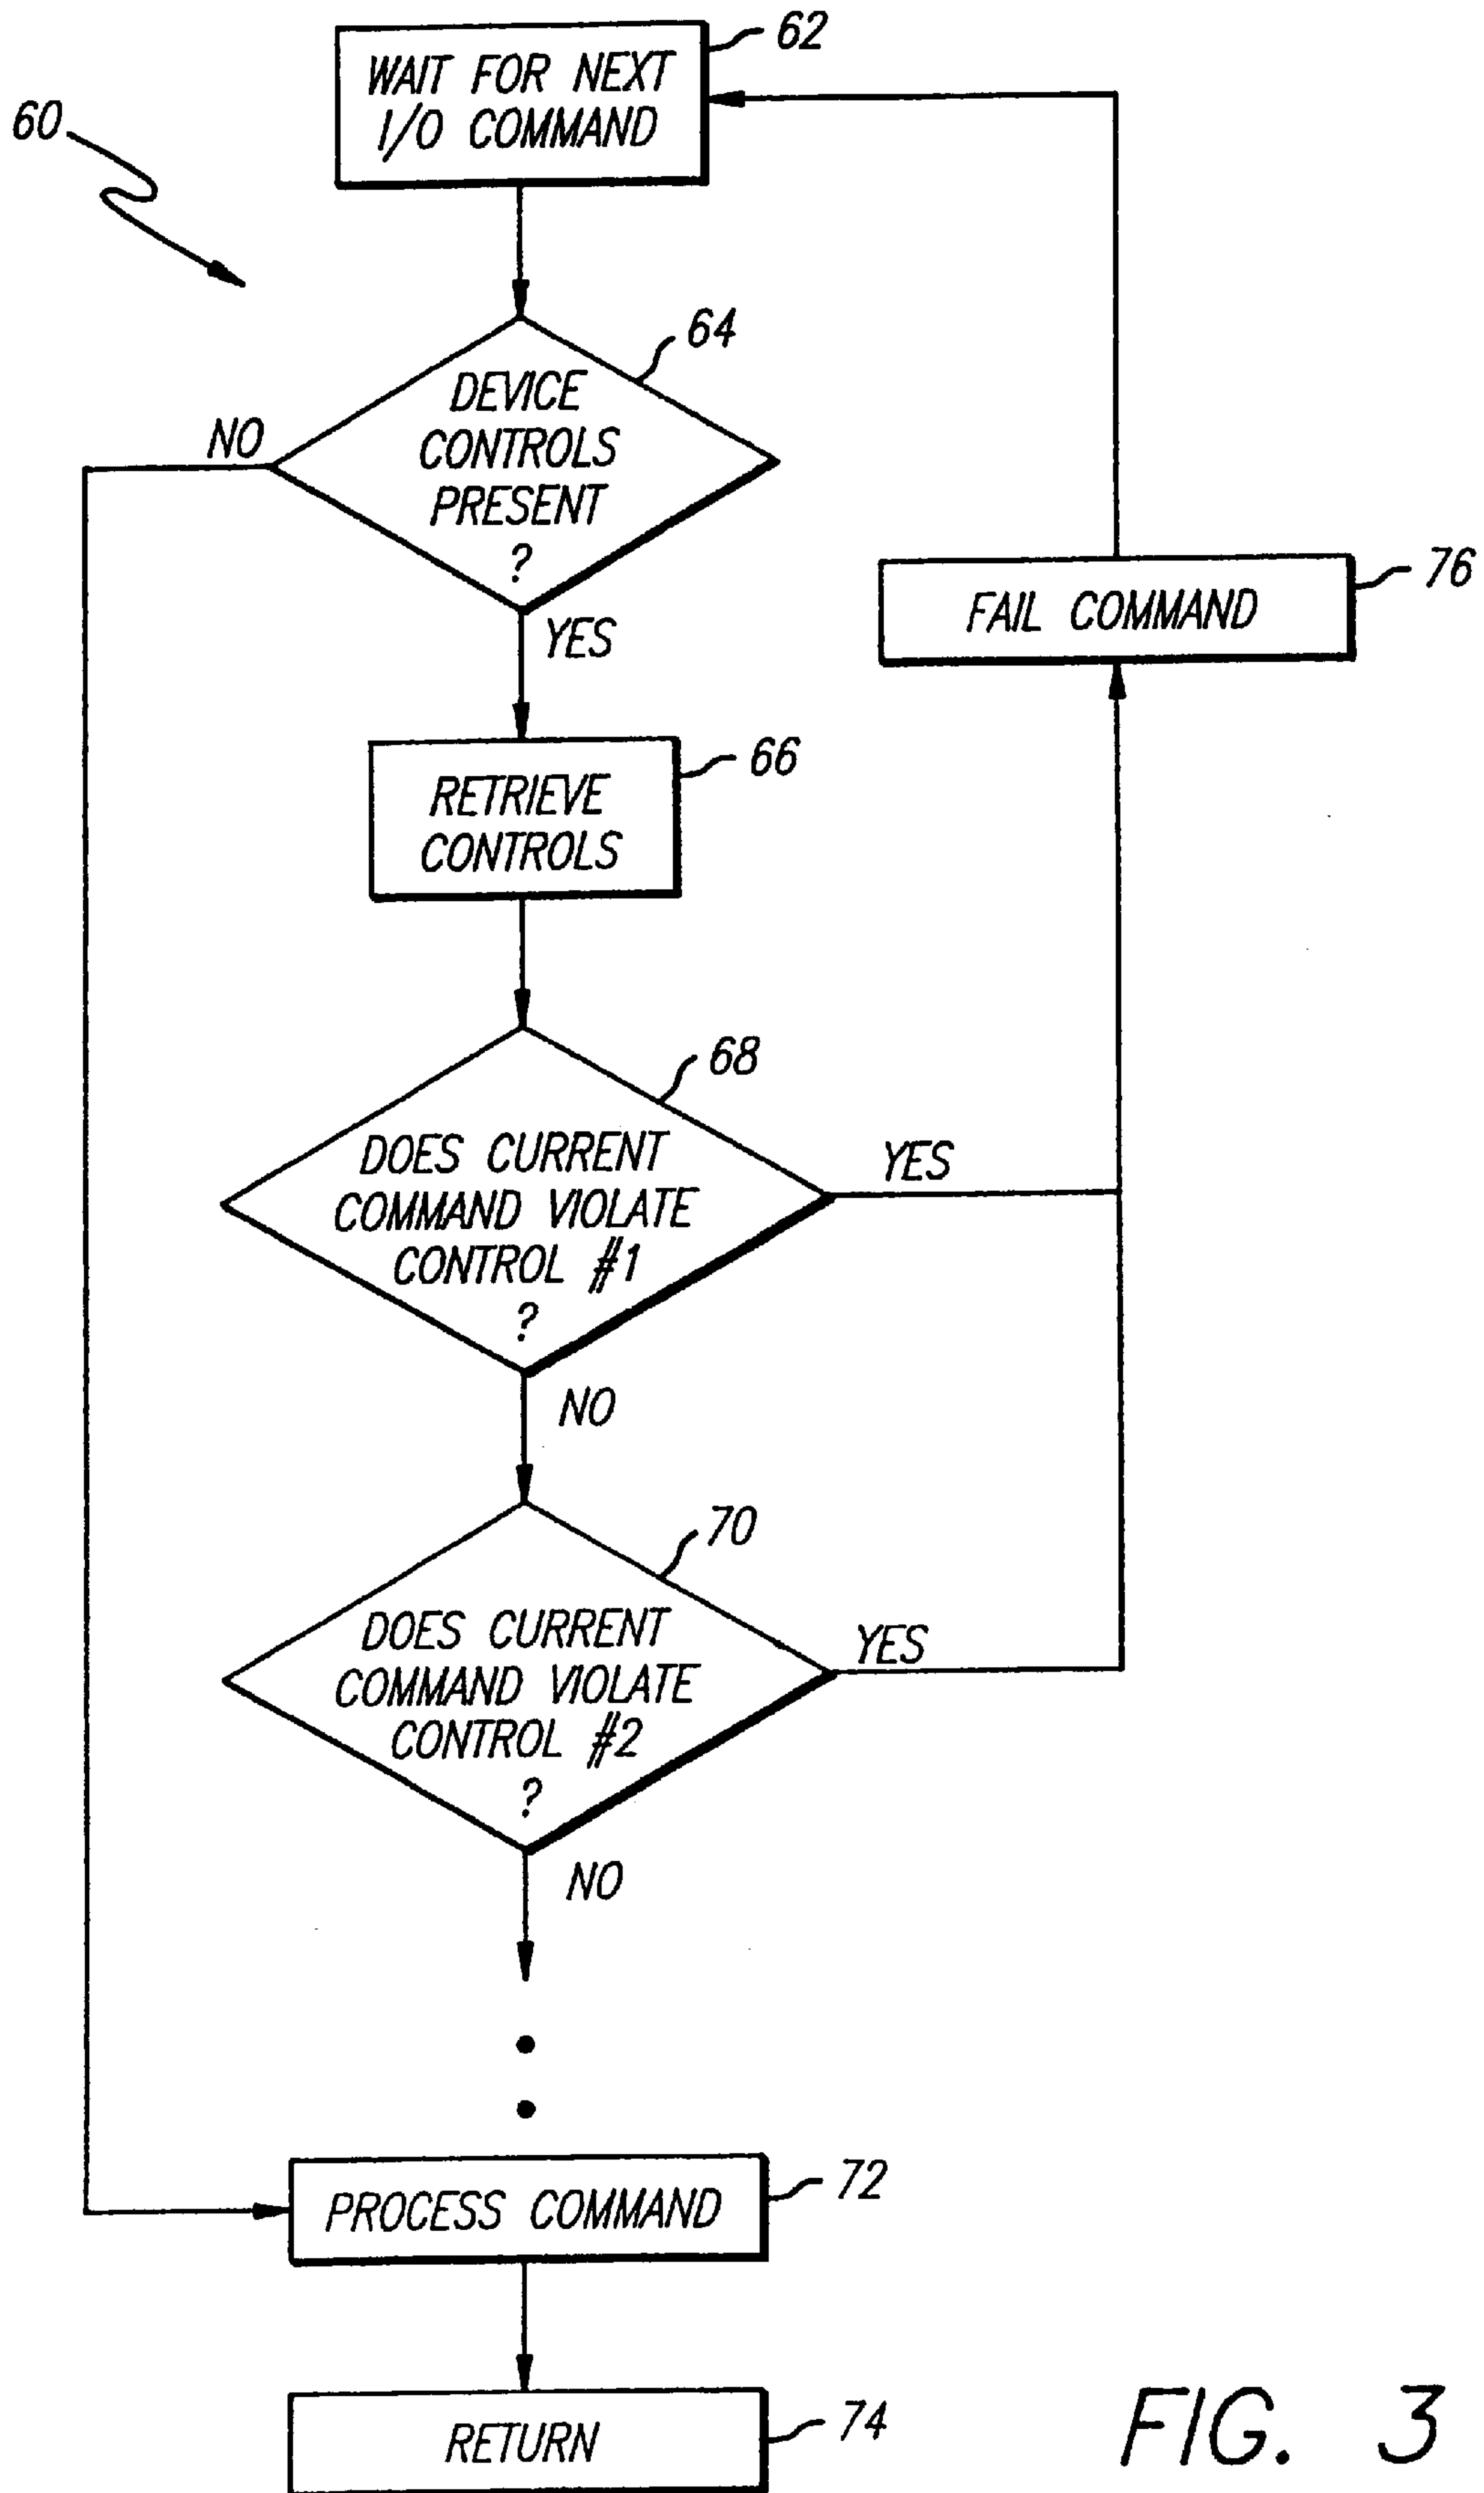 62
WAIT FOR NEXT
I/O COMMAND
60
64
DEVICE
CONTROLS
PRESENT
?
NO
YES
76
FAIL COMMAND
66
RETRIEVE
CONTROLS
68
DOES CURRENT
COMMAND VIOLATE
CONTROL #1
?
YES
NO
70
DOES CURRENT
COMMAND VIOLATE
CONTROL #2
?
YES
NO
72
PROCESS COMMAND
74
RETURN
FIG. 3